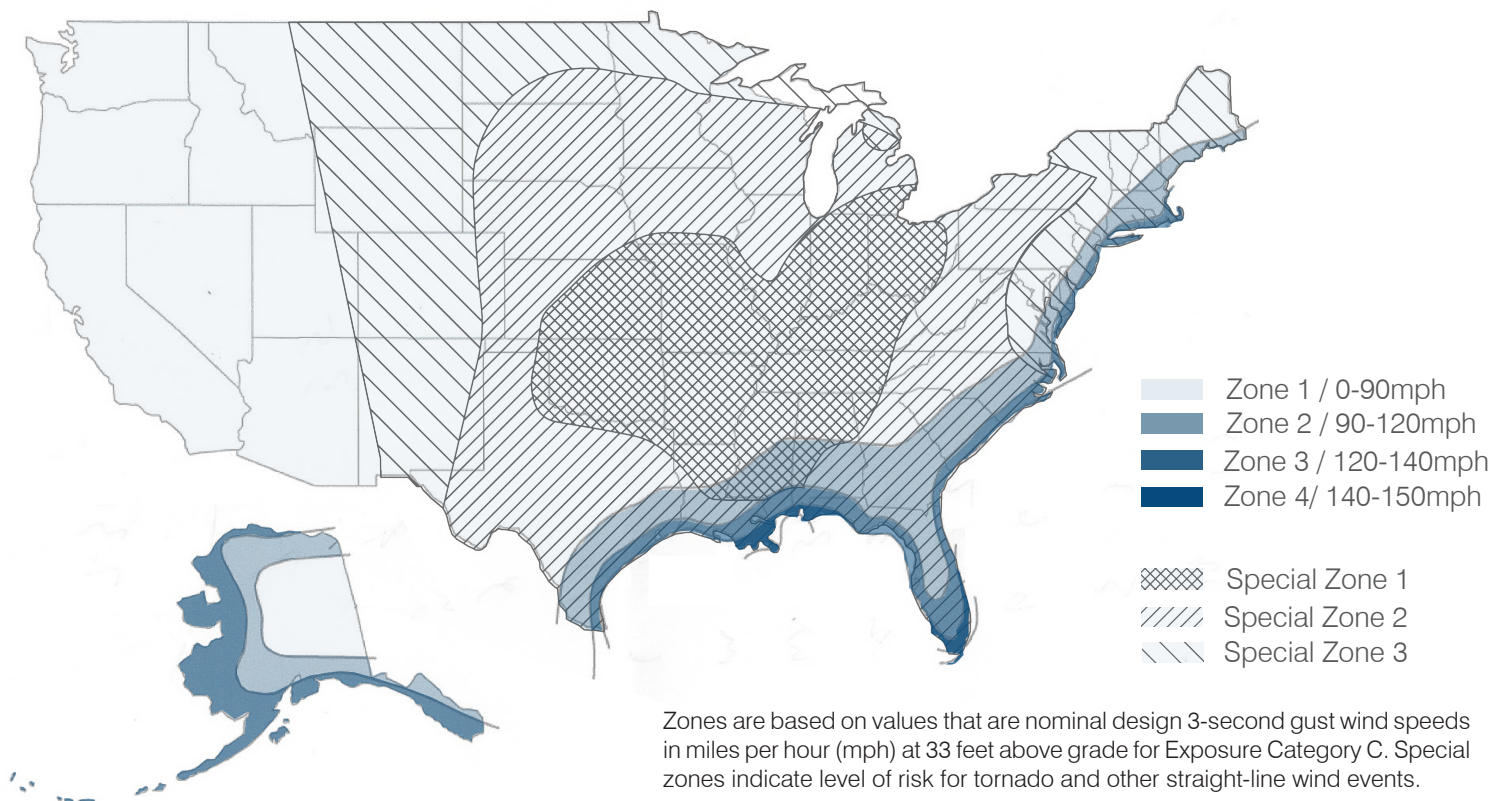 Zone 1 / 0-90mph
Zone 2 / 90-120mph
Zone 3 / 120-140mph
Zone 4/ 140-150mph
Special Zone 1
Special Zone 2
Special Zone 3
Zones are based on values that are nominal design 3-second gust wind speeds
in miles per hour (mph) at 33 feet above grade for Exposure Category C. Special
zones indicate level of risk for tornado and other straight-line wind events.